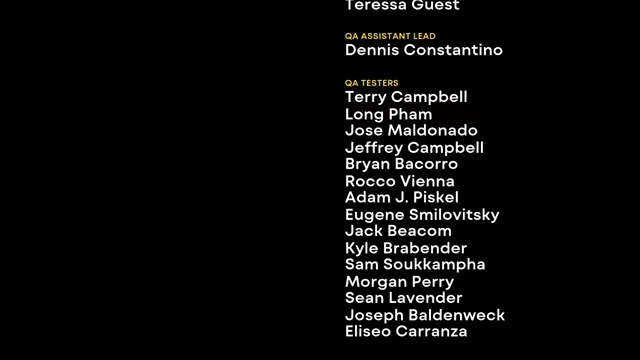 Teressa Guest
QA ASSISTANT LEAD
Dennis Constantino
QA TESTERS
Terry Campbell
Long Pham
Jose Maldonado
Jeffrey Campbell
Bryan Bacorro
Rocco Vienna
Adam J. Piskel
Eugene Smilovitsky
Jack Beacom
Kyle Brabender
Sam Soukkampha
Morgan Perry
Sean Lavender
Joseph Baldenweck
Eliseo Carranza